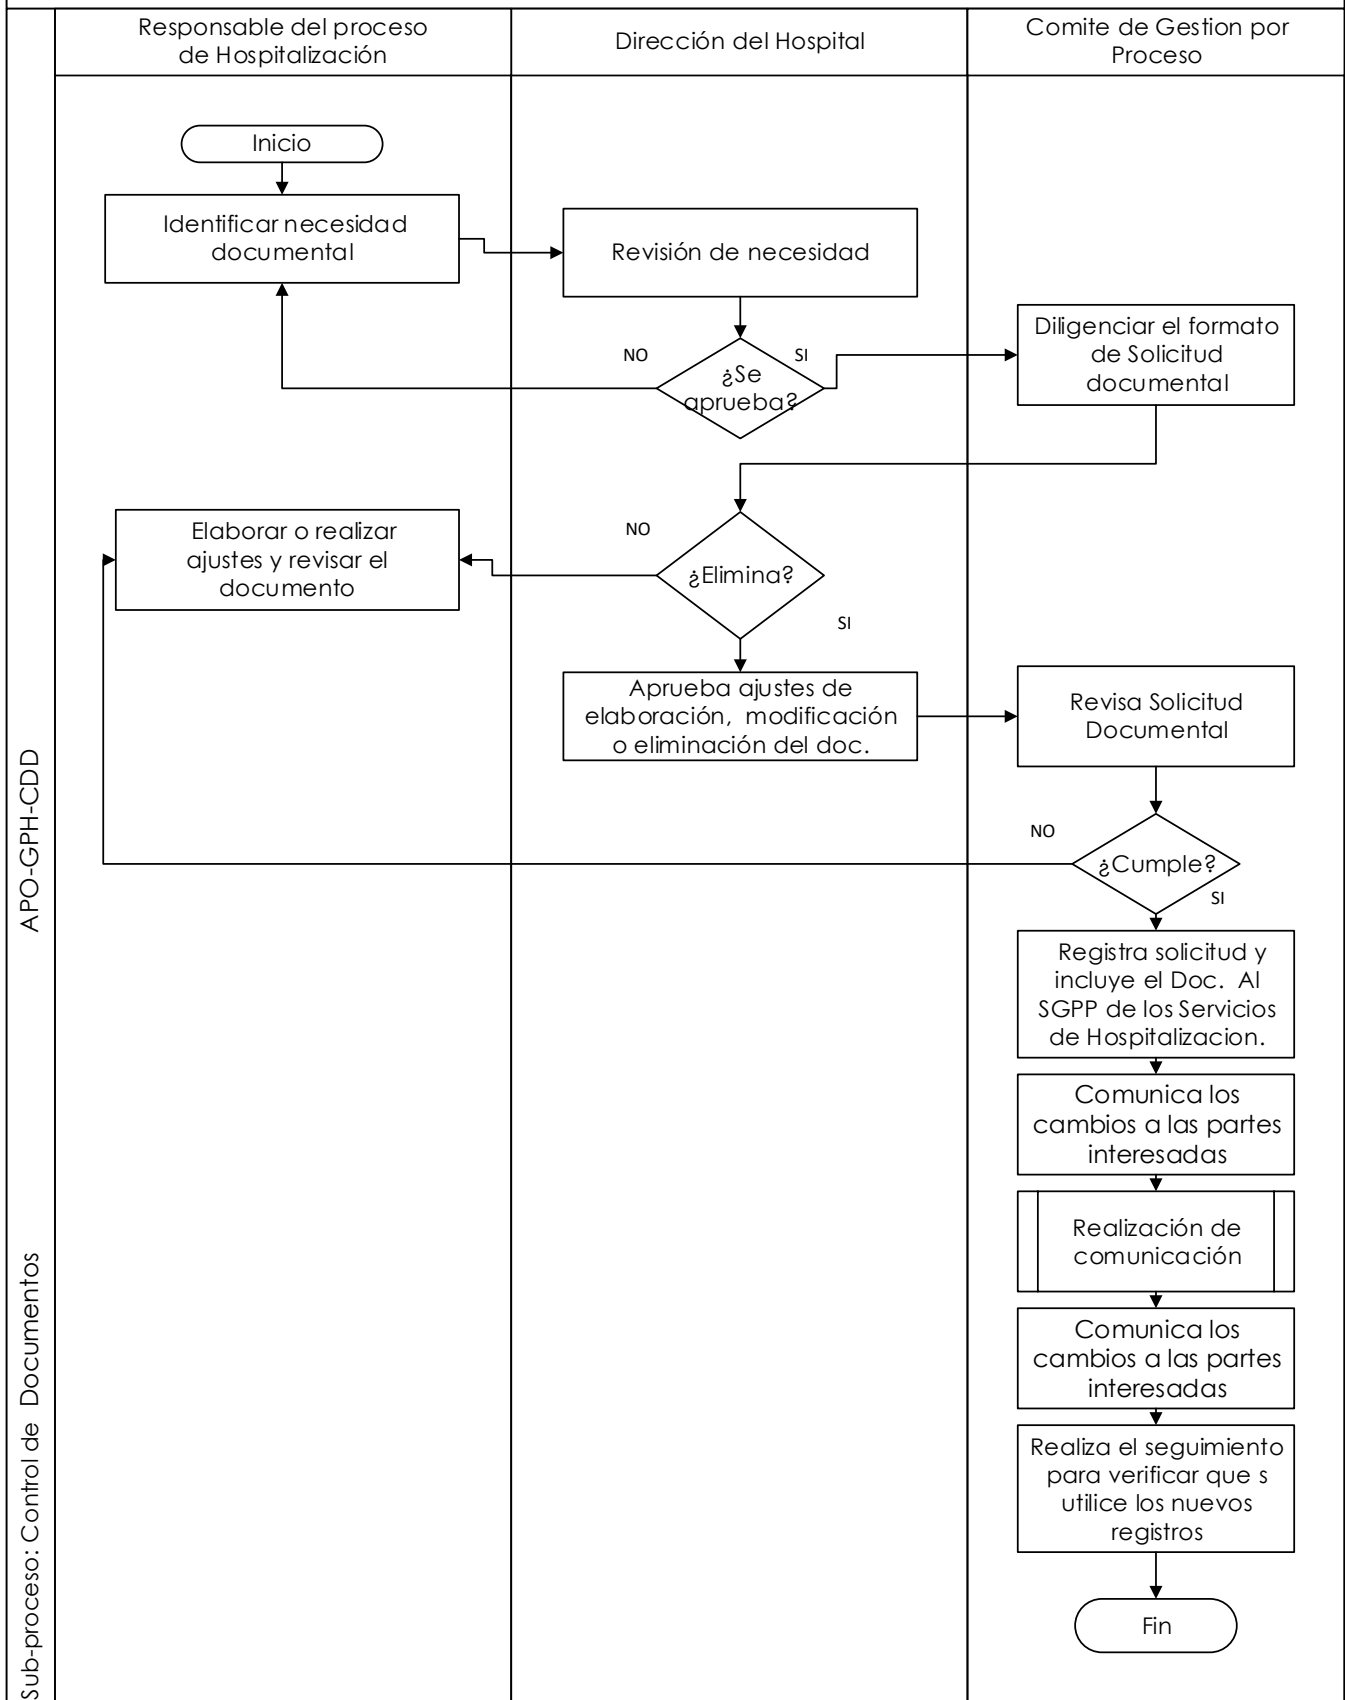 Responsable del proceso
de Hospitalización
Dirección del Hospital
Comite de Gestion por
Proceso
Inicio
Identificar necesidad
documental
Revisión de necesidad
Diligenciar el formato
de Solicitud
documental
NO
SI
¿Se
aprueba?
Elaborar o realizar
ajustes y revisar el
documento
NO
¿Elimina?
SI
Aprueba ajustes de
elaboración, modificación
o eliminación del doc.
Revisa Solicitud
Documental
NO
¿Cumple?
SI
Registra solicitud y
incluye el Doc. Al
SGPP de los Servicios
de Hospitalizacion.
Comunica los
cambios a las partes
interesadas
Realización de
comunicación
Comunica los
cambios a las partes
interesadas
Realiza el seguimiento
para verificar que s
utilice los nuevos
registros
Fin
Sub-proceso: Control de Documentos
APO-GPH-CDD